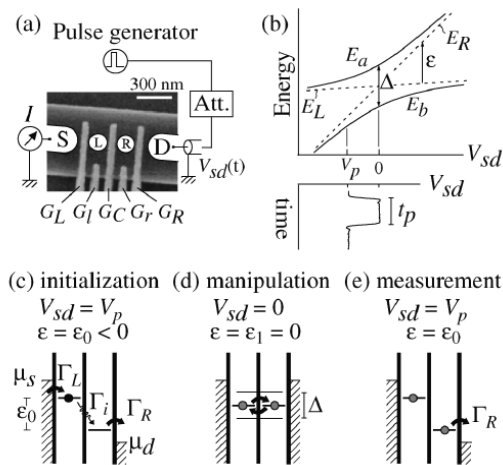 (a)
Pulse generator
300 nm
Att.
I
S
L
R
D
V_sd(t)
G_L G_l G_C G_r G_R
(b)
Energy
E_a
E_R
ε
Δ
E_L
E_b
V_p
0
V_sd
V_sd
time
t_p
(c) initialization
V_sd = V_p
ε = ε_0 < 0
μ_s
Γ_L
ε_0
Γ_i
Γ_R
μ_d
(d) manipulation
V_sd = 0
ε = ε_1 = 0
Δ
(e) measurement
V_sd = V_p
ε = ε_0
Γ_R